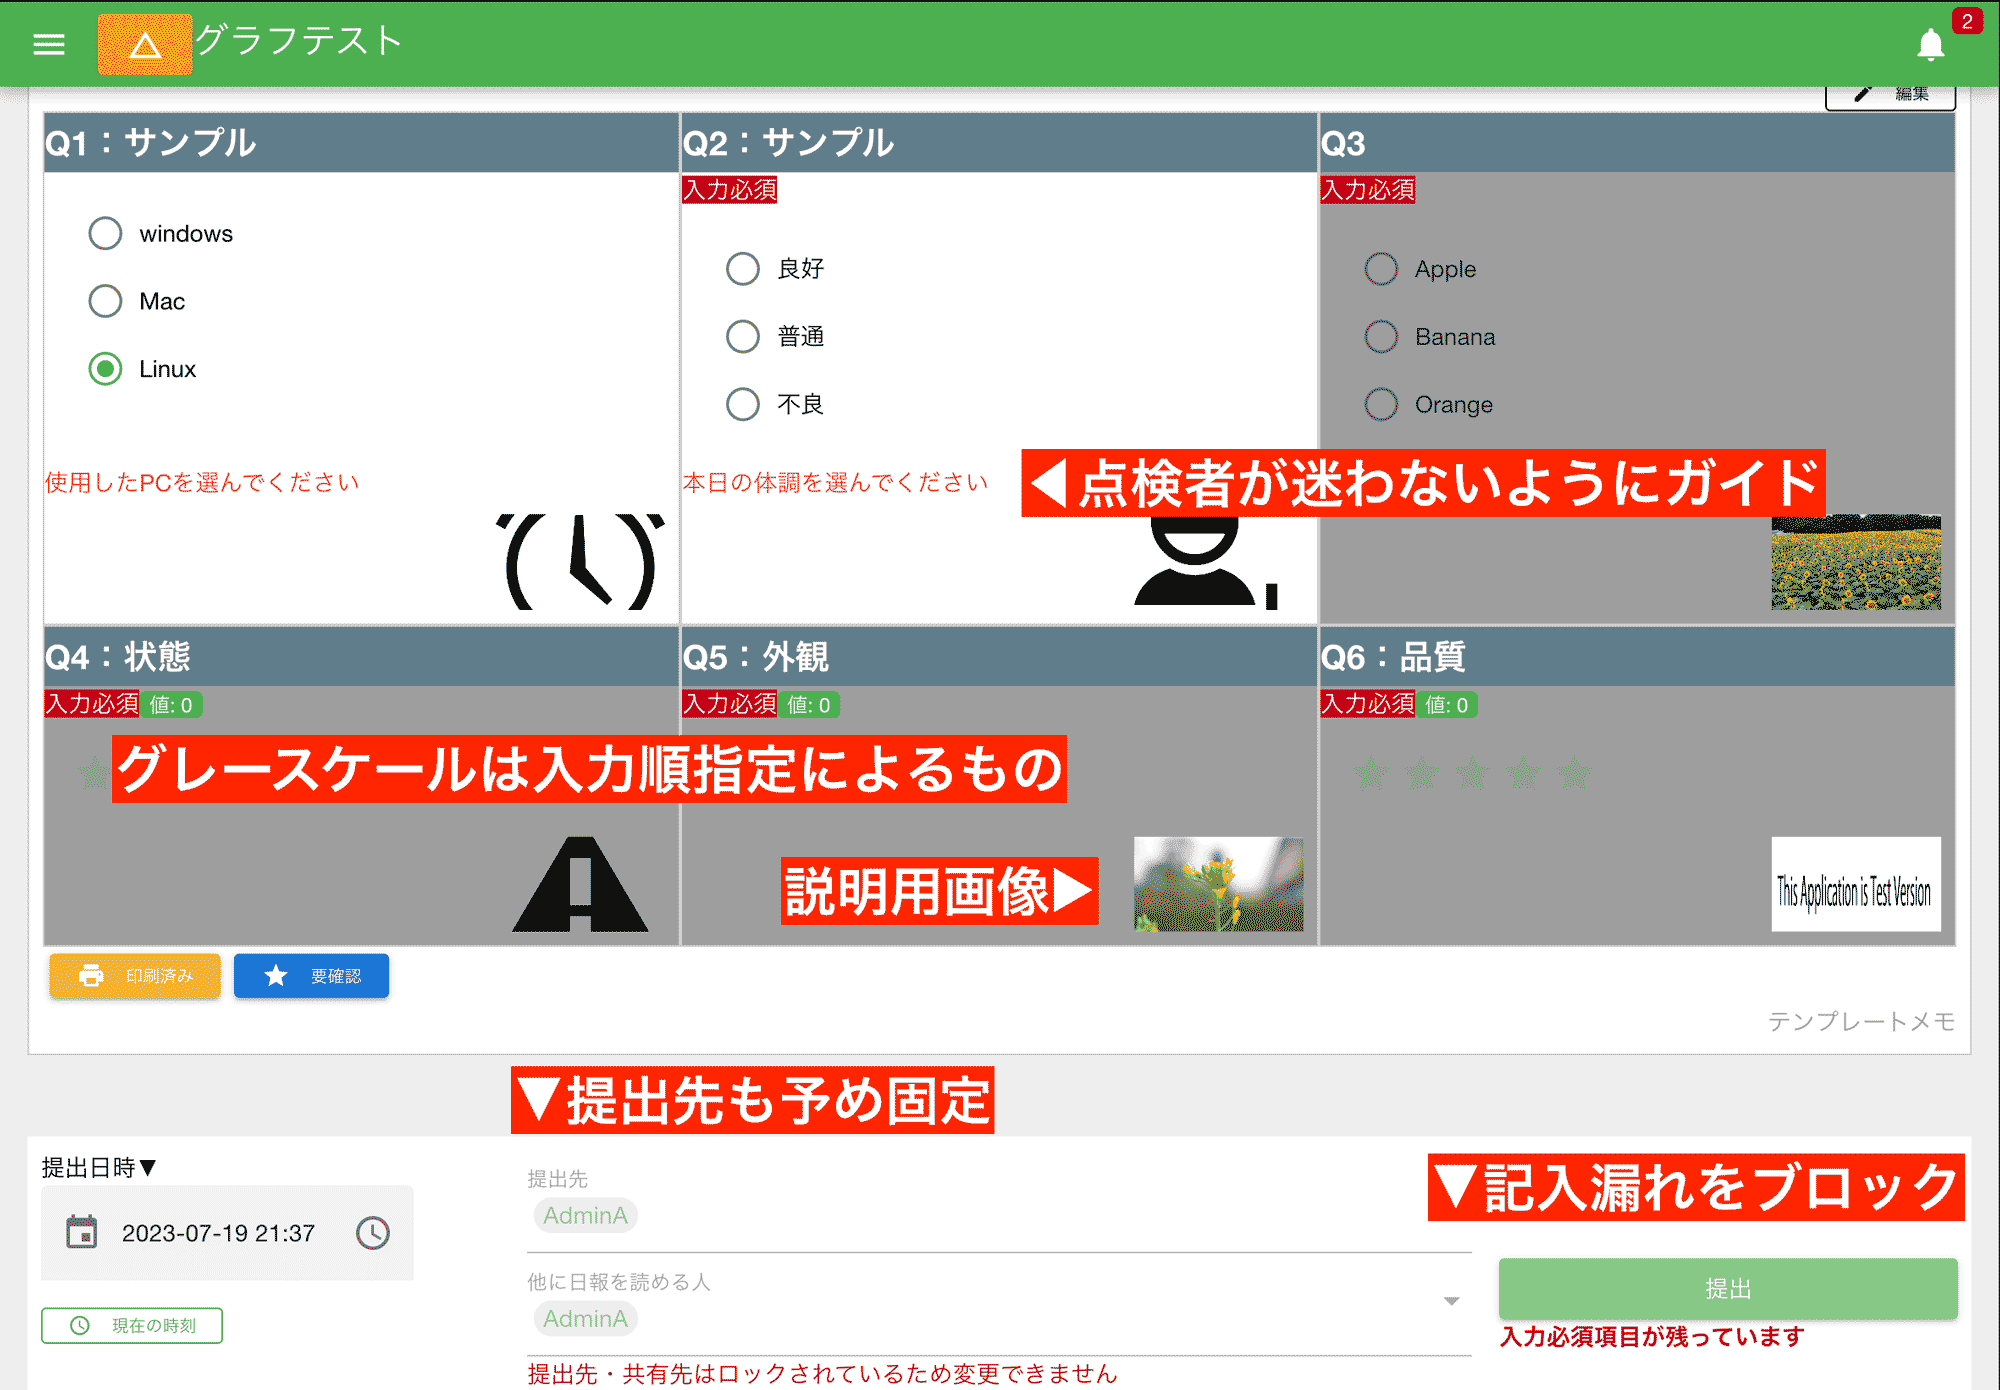 グラフテスト
2
編集
Q1：サンプル
windows
Mac
Linux
使用したPCを選んでください
Q2：サンプル
入力必須
良好
普通
不良
本日の体調を選んでください
Q3
入力必須
Apple
Banana
Orange
◀点検者が迷わないようにガイド
Q4：状態
入力必須 値: 0
Q5：外観
入力必須 値: 0
Q6：品質
入力必須 値: 0
グレースケールは入力順指定によるもの
説明用画像▶
This Application is Test Version
印刷済み
要確認
テンプレートメモ
▼提出先も予め固定
提出日時▼
2023-07-19 21:37
現在の時刻
提出先
AdminA
他に日報を読める人
AdminA
提出先・共有先はロックされているため変更できません
▼記入漏れをブロック
提出
入力必須項目が残っています